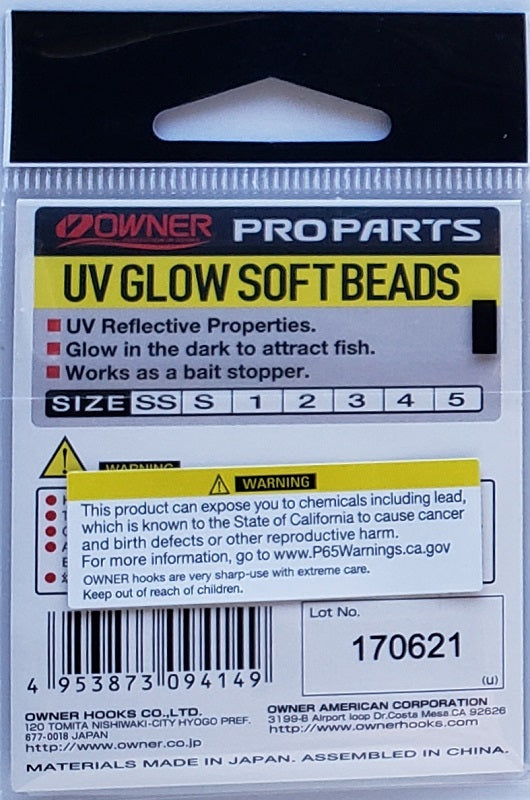 OWNER PRO PARTS
UV GLOW SOFT BEADS
UV Reflective Properties.
Glow in the dark to attract fish.
Works as a bait stopper.
SIZE SS S 1 2 3 4 5
WARNING
WARNING
This product can expose you to chemicals including lead,
which is known to the State of California to cause cancer
and birth defects or other reproductive harm.
For more information, go to www.P65Warnings.ca.gov
OWNER hooks are very sharp-use with extreme care.
Keep out of reach of children.
Lot No.
170621
(u)
4 953873 094149
OWNER HOOKS CO.,LTD.
120 TOMITA NISHIWAKI-CITY HYOGO PREF.
677-0018 JAPAN
http://www.owner.co.jp
OWNER AMERICAN CORPORATION
3199-B Airport loop Dr.Costa Mesa.CA 92626
http://www.ownerhooks.com
MATERIALS MADE IN JAPAN. ASSEMBLED IN CHINA.